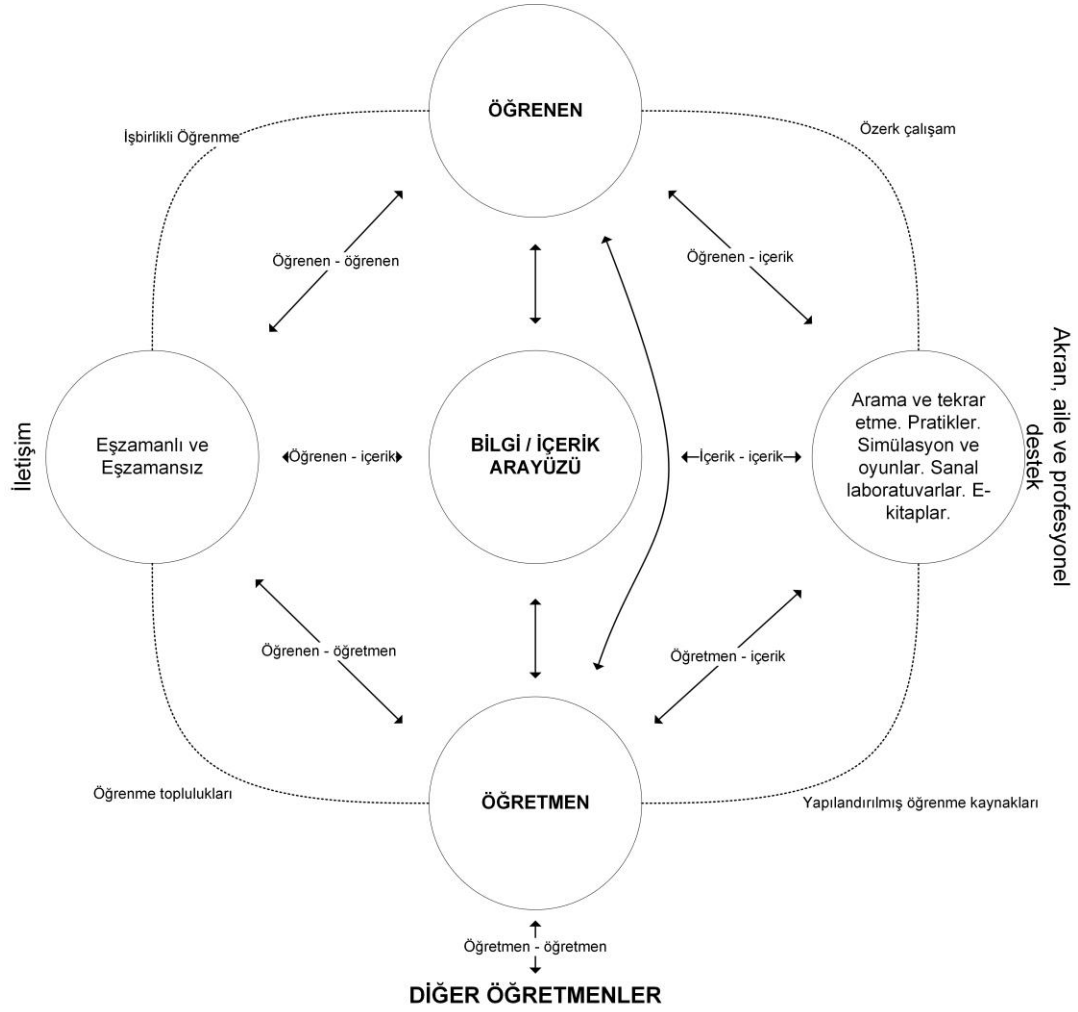 ÖĞRENEN
İşbirlikli Öğrenme
Özerk çalışam
Öğrenen - öğrenen
Öğrenen - içerik
İletişim
Eşzamanlı ve
Eşzamansız
Öğrenen - içerik
BİLGİ / İÇERİK
ARAYÜZÜ
İçerik - içerik
Arama ve tekrar
etme. Pratikler.
Simülasyon ve
oyunlar. Sanal
laboratuvarlar. E-
kitaplar.
Akran, aile ve profesyonel
destek
Öğrenen - öğretmen
Öğretmen - içerik
Öğrenme toplulukları
ÖĞRETMEN
Yapılandırılmış öğrenme kaynakları
Öğretmen - öğretmen
DİĞER ÖĞRETMENLER